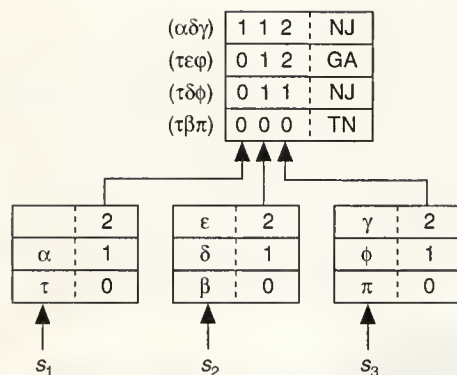 (αδγ) 1 1 2 NJ
(τεφ) 0 1 2 GA
(τδϕ) 0 1 1 NJ
(τβπ) 0 0 0 TN
2 ε 2 γ 2
α 1 δ 1 ϕ 1
τ 0 β 0 π 0
s₁ s₂ s₃